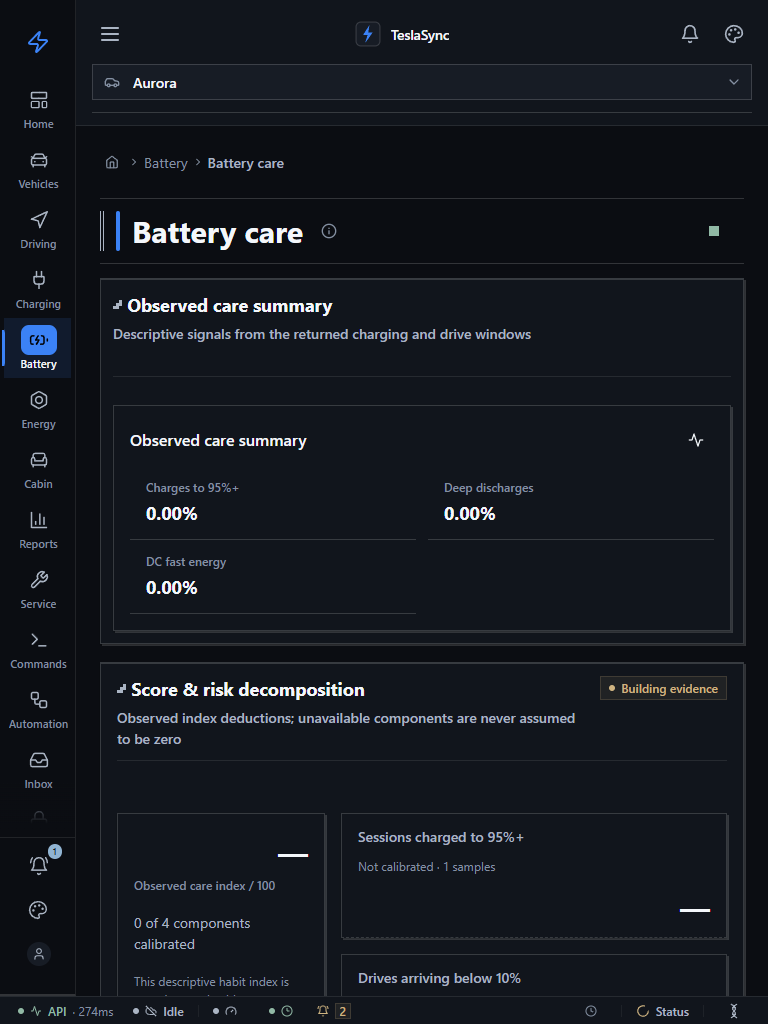 TeslaSync
Aurora
Home
Vehicles
Driving
Charging
Battery
Energy
Cabin
Reports
Service
Commands
Automation
Inbox
1
Battery
Battery care
Battery care
Observed care summary
Descriptive signals from the returned charging and drive windows
Observed care summary
Charges to 95%+
0.00%
Deep discharges
0.00%
DC fast energy
0.00%
Score & risk decomposition
Building evidence
Observed index deductions; unavailable components are never assumed
to be zero
—
Observed care index / 100
0 of 4 components
calibrated
This descriptive habit index is
Sessions charged to 95%+
Not calibrated · 1 samples
—
Drives arriving below 10%
API · 274ms
Idle
2
Status